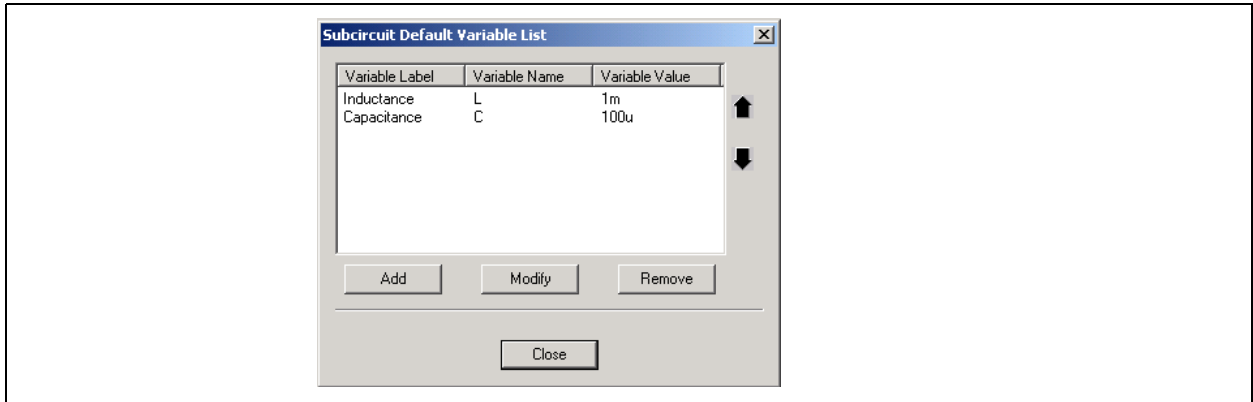 Subcircuit Default Variable List
Variable Label Variable Name Variable Value
Inductance L 1m
Capacitance C 100u
Add Modify Remove
Close